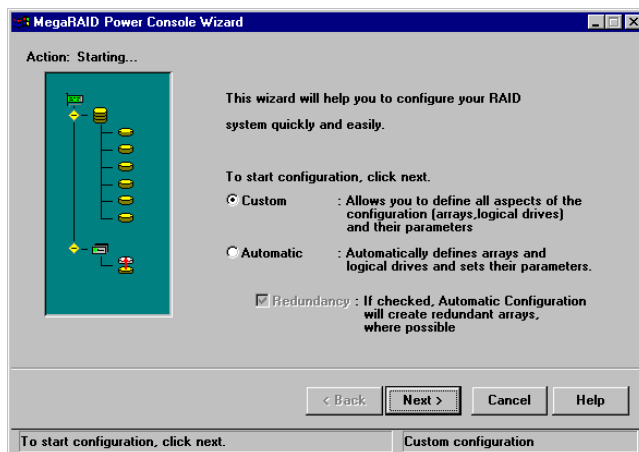 MegaRAID Power Console Wizard
Action: Starting...
This wizard will help you to configure your RAID
system quickly and easily.
To start configuration, click next.
Custom : Allows you to define all aspects of the
configuration (arrays,logical drives)
and their parameters
Automatic : Automatically defines arrays and
logical drives and sets their parameters.
Redundancy : If checked, Automatic Configuration
will create redundant arrays,
where possible
< Back Next > Cancel Help
To start configuration, click next. Custom configuration